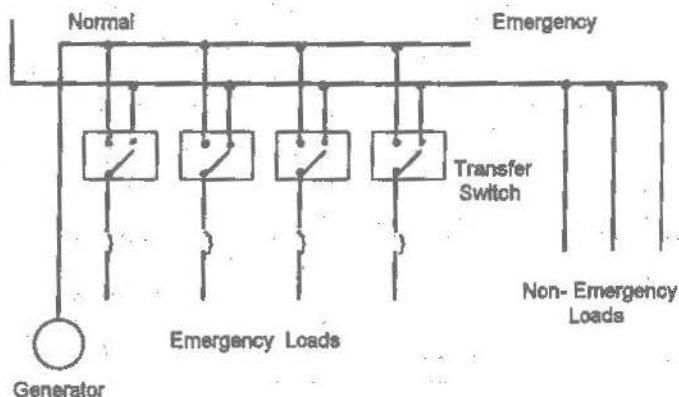 Normal
Emergency
Transfer
Switch
Non- Emergency
Loads
Emergency Loads
Generator